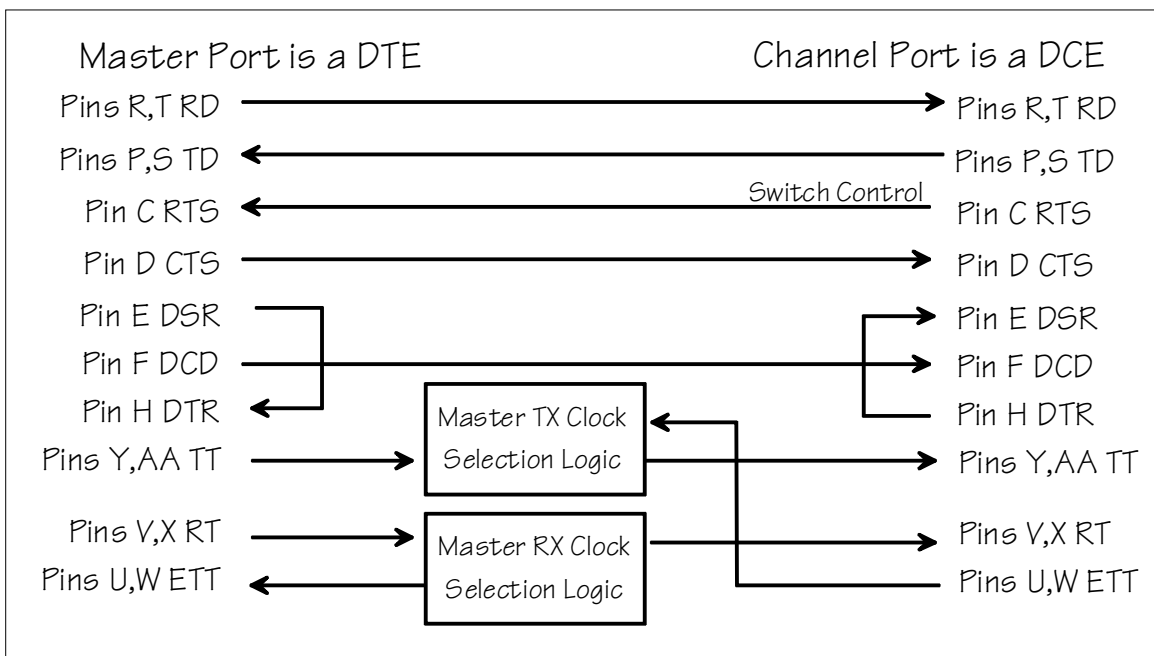 Master Port is a DTE Channel Port is a DCE
Pins R,T RD Pins R,T RD
Pins P,S TD Pins P,S TD
Switch Control
Pin C RTS Pin C RTS
Pin D CTS Pin D CTS
Pin E DSR Pin E DSR
Pin F DCD Pin F DCD
Pin H DTR Pin H DTR
Master TX Clock
Selection Logic
Pins Y,AA TT Pins Y,AA TT
Pins V,X RT Pins V,X RT
Master RX Clock
Selection Logic
Pins U,W ETT Pins U,W ETT